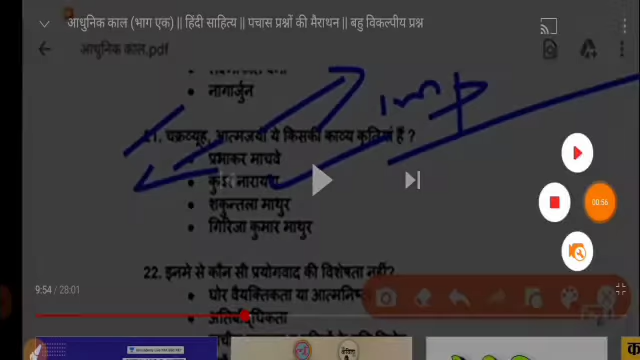 आधुनिक काल (भाग एक) || हिंदी साहित्य || पचास प्रश्नों की मैराथन || बहु विकल्पीय प्रश्न
आधुनिक काल.pdf
• नागार्जुन
imp
21. चक्रव्यूह, आत्मजयी ये किसकी काव्य कृतियां हैं ?
• प्रभाकर माचवे
• कुंवर नारायण
• शकुन्तला माथुर
• गिरिजा कुमार माथुर
00:56
22. इनमे से कौन सी प्रयोगवाद की विशेषता नहीं?
9:54 / 28:01
• घोर वैयक्तिकता या
• अतिबौद्धिकता